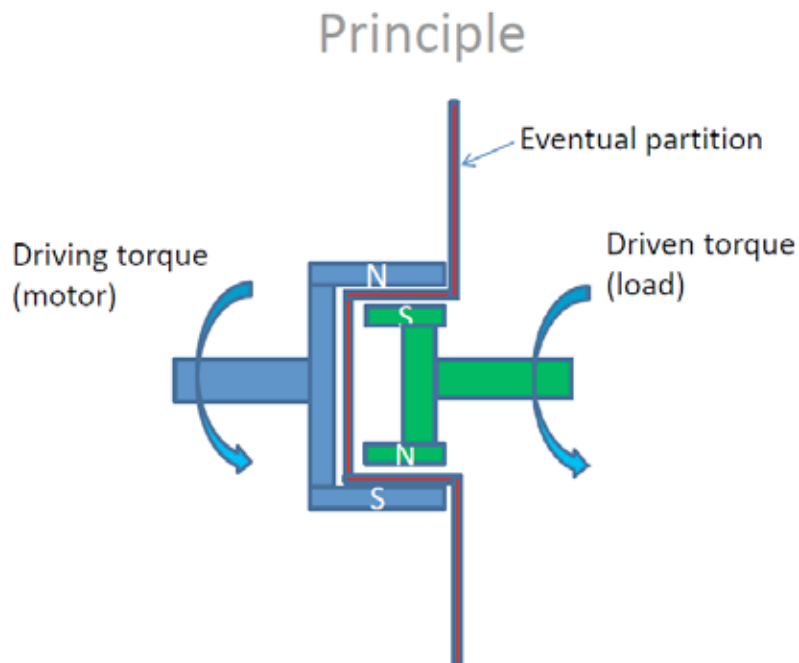 Principle
Eventual partition
Driving torque
(motor)
Driven torque
(load)
N
S
N
S